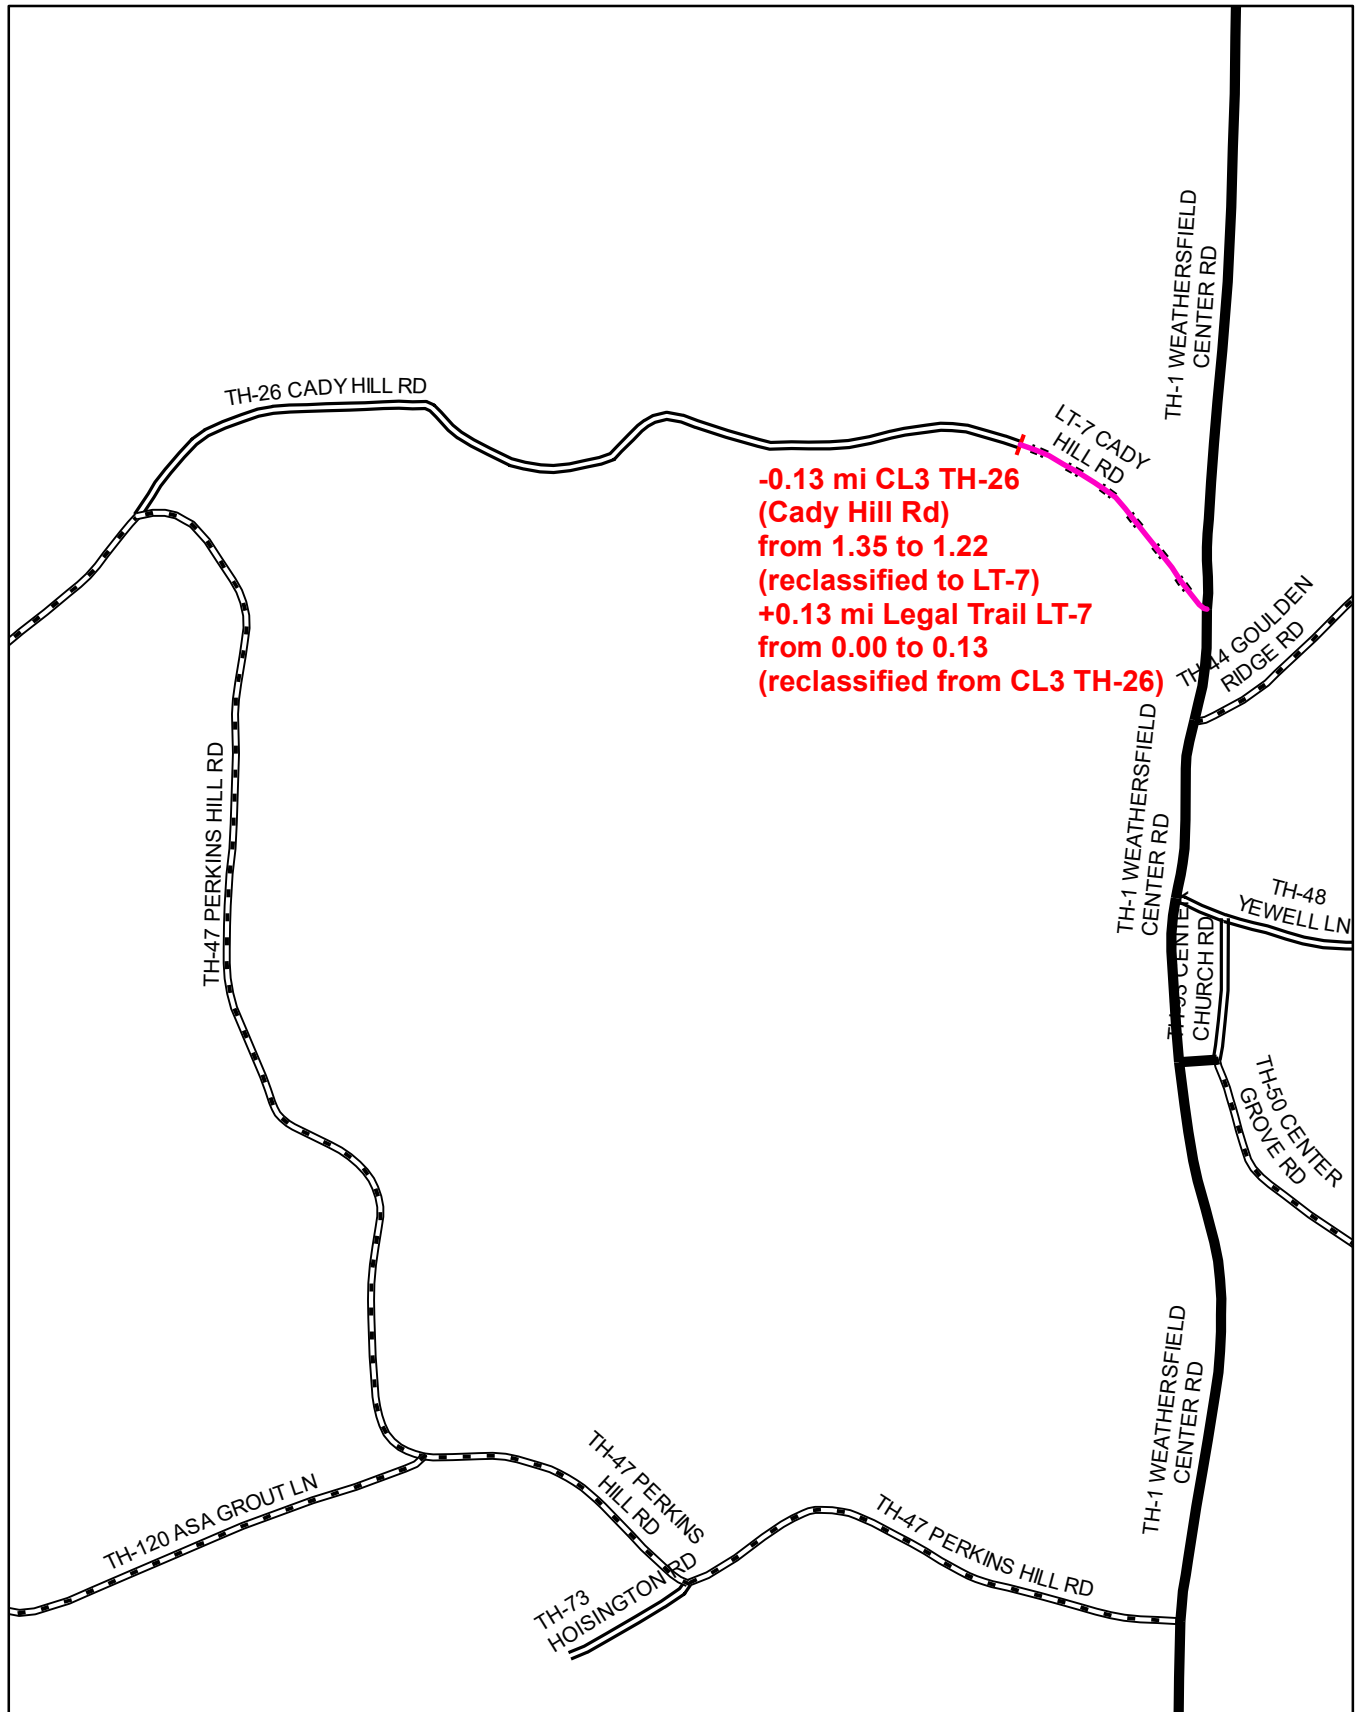 TH-1 WEATHERSFIELD
CENTER RD
TH-26 CADY HILL RD
LT-7 CADY
HILL RD
-0.13 mi CL3 TH-26
(Cady Hill Rd)
from 1.35 to 1.22
(reclassified to LT-7)
+0.13 mi Legal Trail LT-7
from 0.00 to 0.13
(reclassified from CL3 TH-26)
TH-44 GOULDEN
RIDGE RD
TH-1 WEATHERSFIELD
CENTER RD
TH-47 PERKINS HILL RD
TH-48
YEWELL LN
CENTER
CHURCH RD
TH-50 CENTER
GROVE RD
TH-1 WEATHERSFIELD
CENTER RD
TH-47 PERKINS
HILL RD
TH-120 ASA GROUT LN
TH-47 PERKINS HILL RD
TH-73
HOISINGTON RD